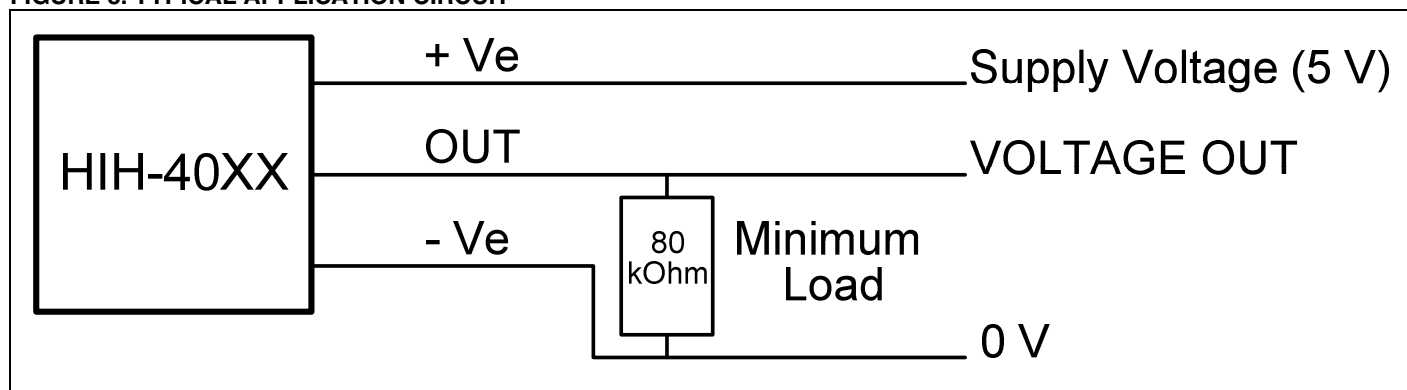 + Ve
Supply Voltage (5 V)
HIH-40XX
OUT
VOLTAGE OUT
- Ve
80
kOhm
Minimum
Load
0 V